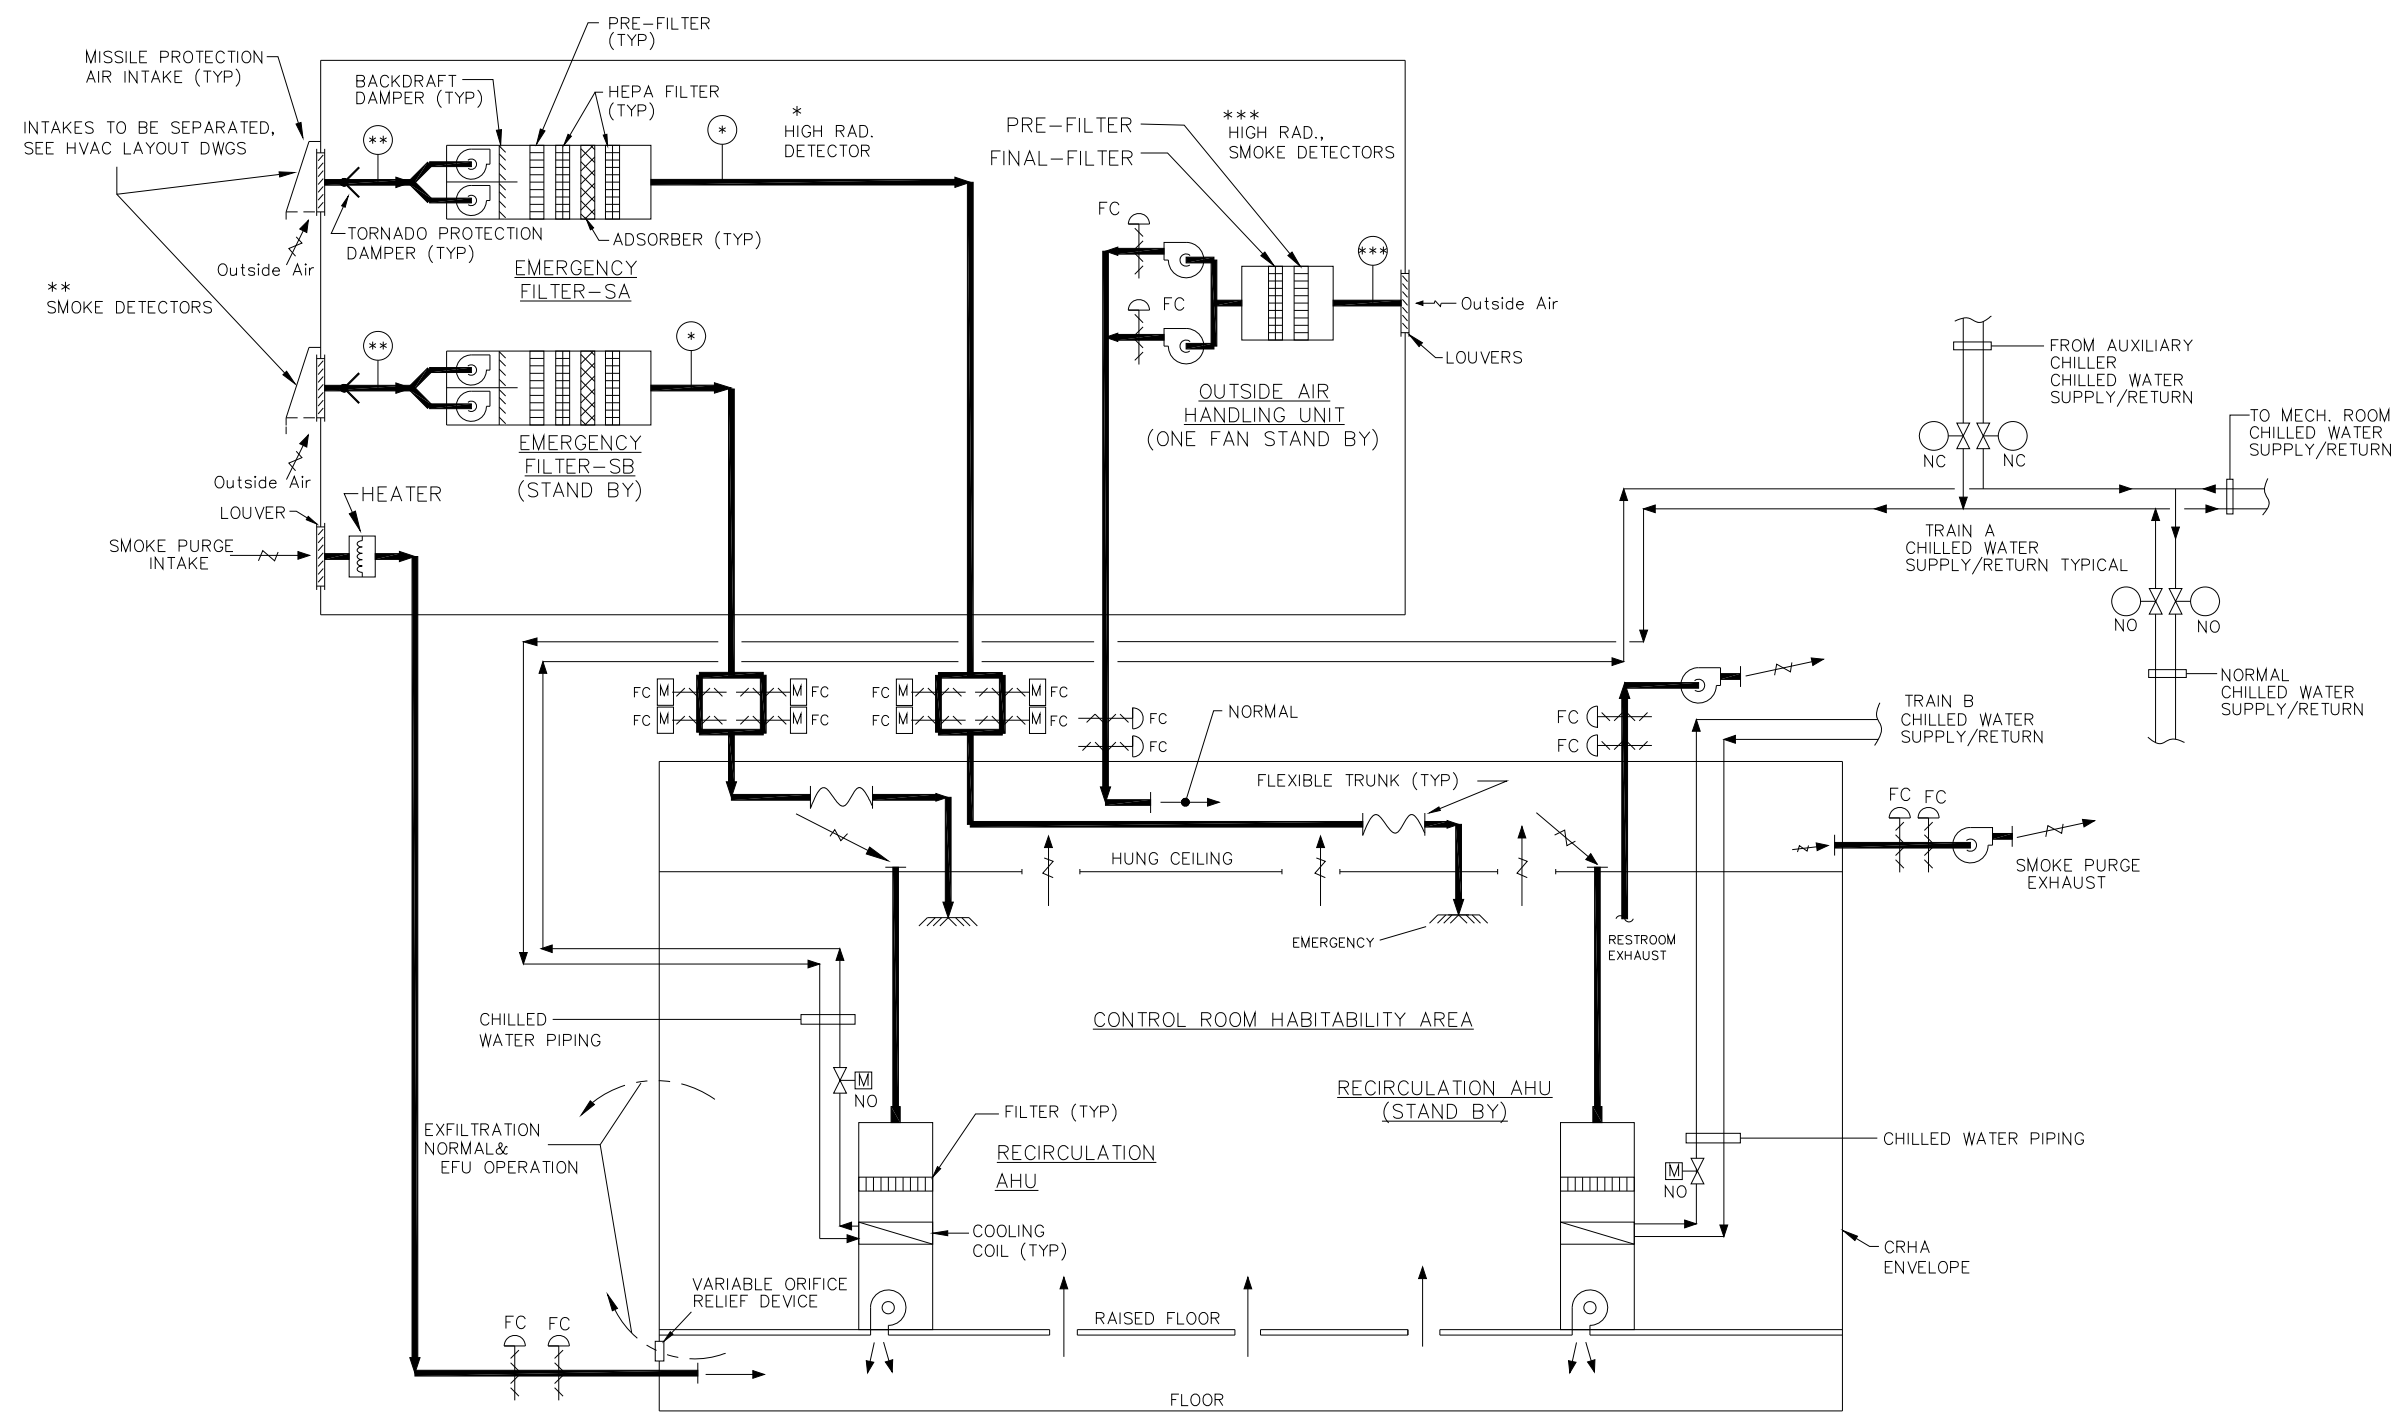 PRE-FILTER
(TYP)
MISSILE PROTECTION
AIR INTAKE (TYP)
BACKDRAFT
DAMPER (TYP)
HEPA FILTER
(TYP)
*
HIGH RAD.
DETECTOR
***
HIGH RAD.,
SMOKE DETECTORS
PRE-FILTER
FINAL-FILTER
INTAKES TO BE SEPARATED,
SEE HVAC LAYOUT DWGS
**
*
TORNADO PROTECTION
DAMPER (TYP)
ADSORBER (TYP)
Outside Air
EMERGENCY
FILTER-SA
FC
***
FC
Outside Air
LOUVERS
**
SMOKE DETECTORS
**
*
OUTSIDE AIR
HANDLING UNIT
(ONE FAN STAND BY)
EMERGENCY
FILTER-SB
(STAND BY)
Outside Air
HEATER
LOUVER
SMOKE PURGE
INTAKE
FROM AUXILIARY
CHILLER
CHILLED WATER
SUPPLY/RETURN
NC
NC
TO MECH. ROOM
CHILLED WATER
SUPPLY/RETURN
TRAIN A
CHILLED WATER
SUPPLY/RETURN TYPICAL
NO
NO
NORMAL
CHILLED WATER
SUPPLY/RETURN
TRAIN B
CHILLED WATER
SUPPLY/RETURN
FC M M FC
FC M M FC
FC M M FC
FC M M FC
FC
FC
NORMAL
FC
FC
FLEXIBLE TRUNK (TYP)
HUNG CEILING
FC FC
SMOKE PURGE
EXHAUST
EMERGENCY
RESTROOM
EXHAUST
CHILLED
WATER PIPING
CONTROL ROOM HABITABILITY AREA
M
NO
RECIRCULATION AHU
(STAND BY)
FILTER (TYP)
RECIRCULATION
AHU
EXFILTRATION
NORMAL&
EFU OPERATION
CHILLED WATER PIPING
M
NO
COOLING
COIL (TYP)
CRHA
ENVELOPE
VARIABLE ORIFICE
RELIEF DEVICE
RAISED FLOOR
FC FC
FLOOR